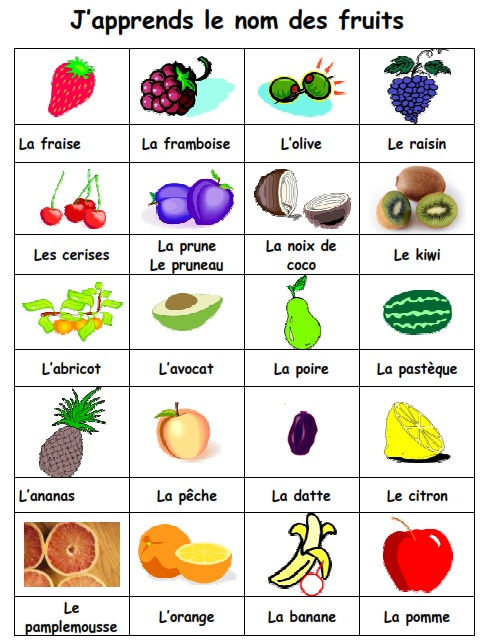 J'apprends le nom des fruits
La fraise
La framboise
L'olive
Le raisin
Les cerises
La prune
Le pruneau
La noix de
coco
Le kiwi
L'abricot
L'avocat
La poire
La pastèque
L'ananas
La pêche
La datte
Le citron
Le
pamplemousse
L'orange
La banane
La pomme